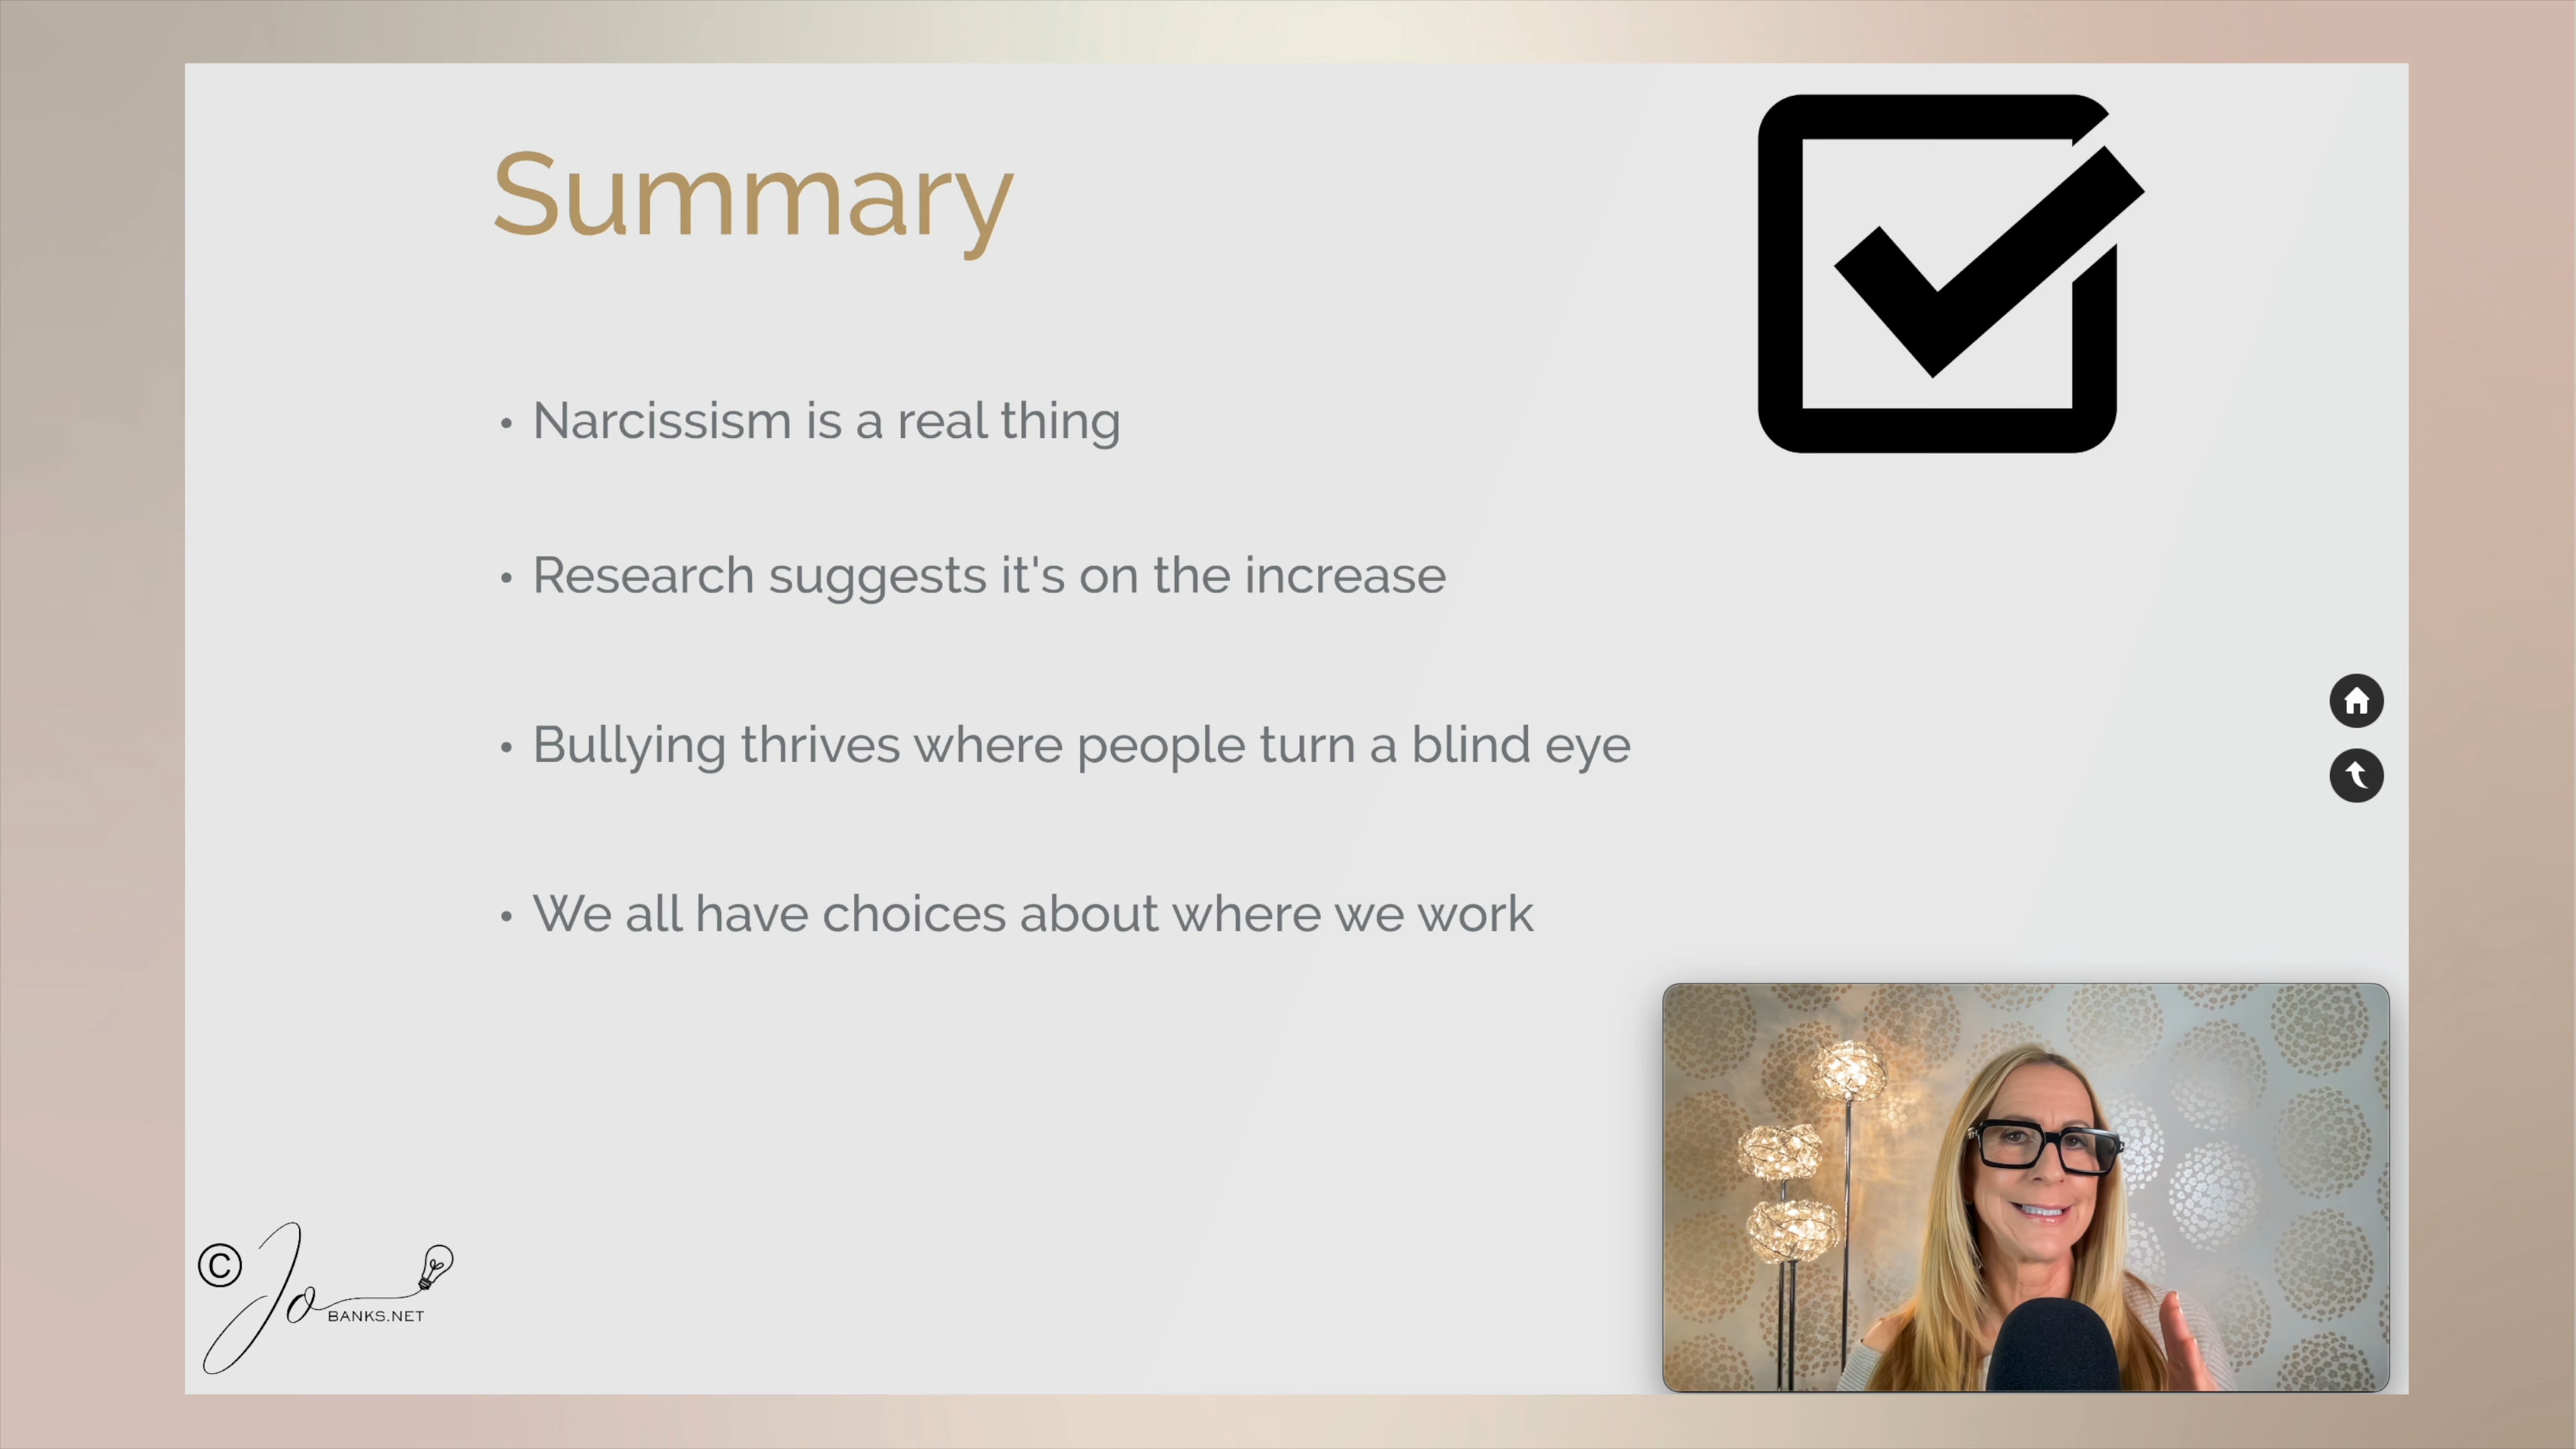 Summary
• Narcissism is a real thing
• Research suggests it's on the increase
• Bullying thrives where people turn a blind eye
• We all have choices about where we work
© Jo
BANKS.NET